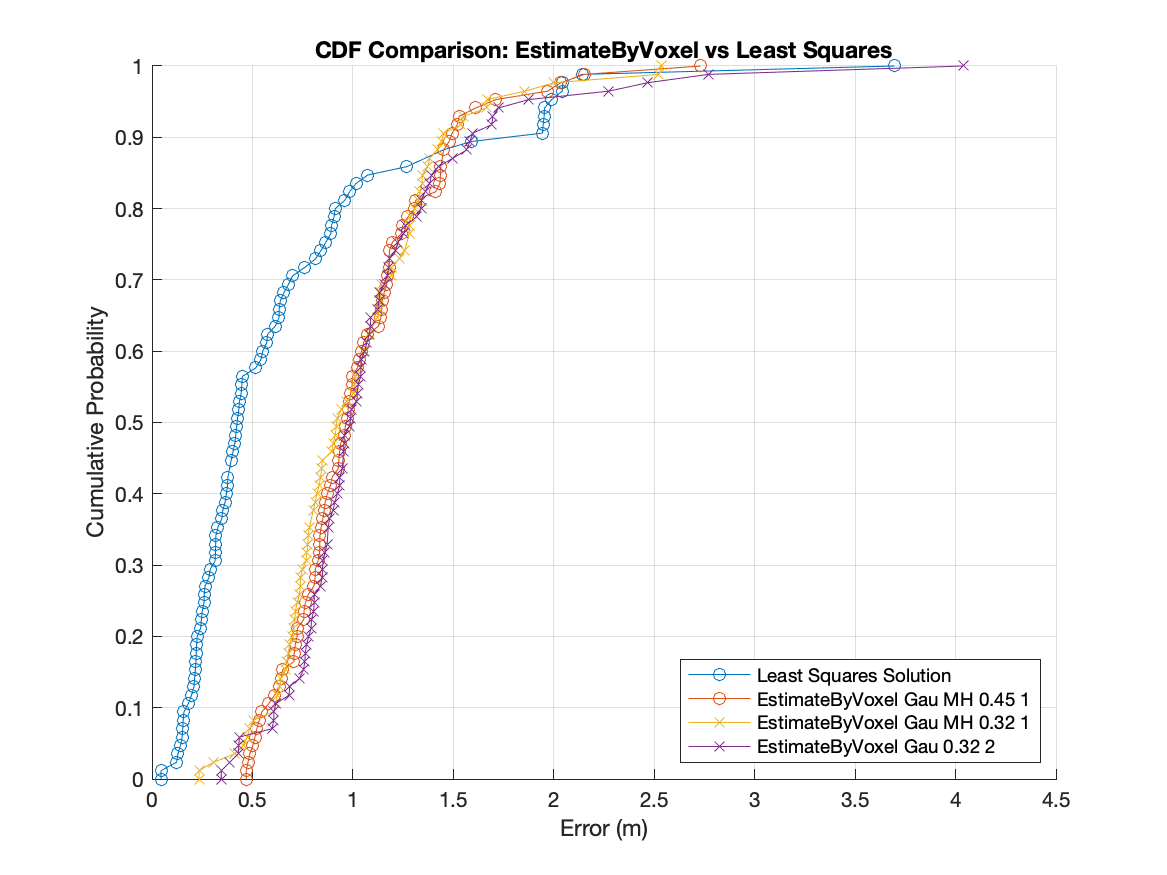 CDF Comparison: EstimateByVoxel vs Least Squares
1
0.9
0.8
0.7
0.6
0.5
0.4
0.3
0.2
0.1
0
Cumulative Probability
0 0.5 1 1.5 2 2.5 3 3.5 4 4.5
Error (m)
Least Squares Solution
EstimateByVoxel Gau MH 0.45 1
EstimateByVoxel Gau MH 0.32 1
EstimateByVoxel Gau 0.32 2